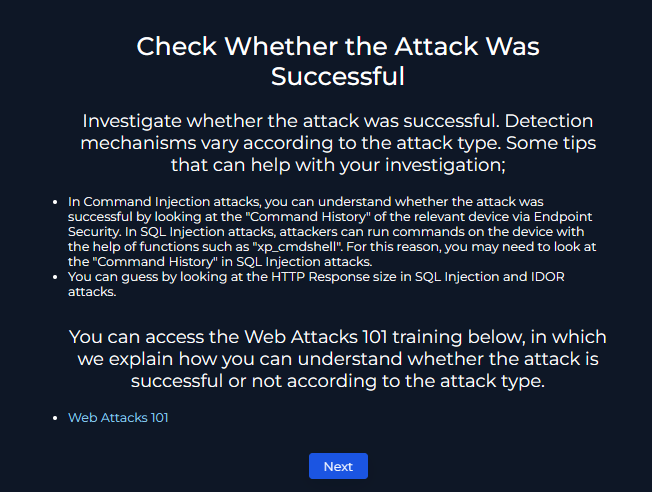 Check Whether the Attack Was
Successful
Investigate whether the attack was successful. Detection
mechanisms vary according to the attack type. Some tips
that can help with your investigation;
In Command Injection attacks, you can understand whether the attack was
successful by looking at the "Command History" of the relevant device via Endpoint
Security. In SQL Injection attacks, attackers can run commands on the device with
the help of functions such as "xp_cmdshell". For this reason, you may need to look at
the "Command History" in SQL Injection attacks.
You can guess by looking at the HTTP Response size in SQL Injection and IDOR
attacks.
You can access the Web Attacks 101 training below, in which
we explain how you can understand whether the attack is
successful or not according to the attack type.
Web Attacks 101
Next